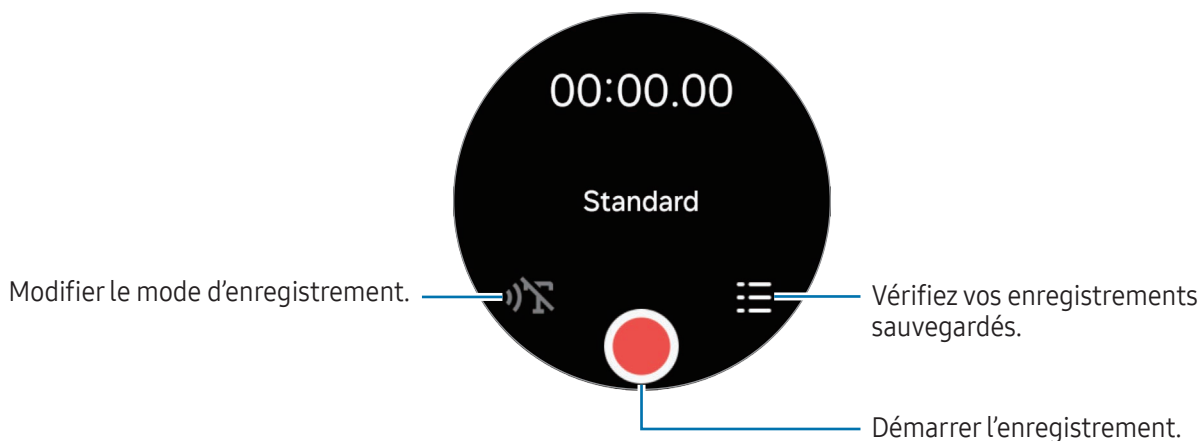 00:00.00
Standard
Modifier le mode d'enregistrement.
Vérifiez vos enregistrements
sauvegardés.
Démarrer l'enregistrement.